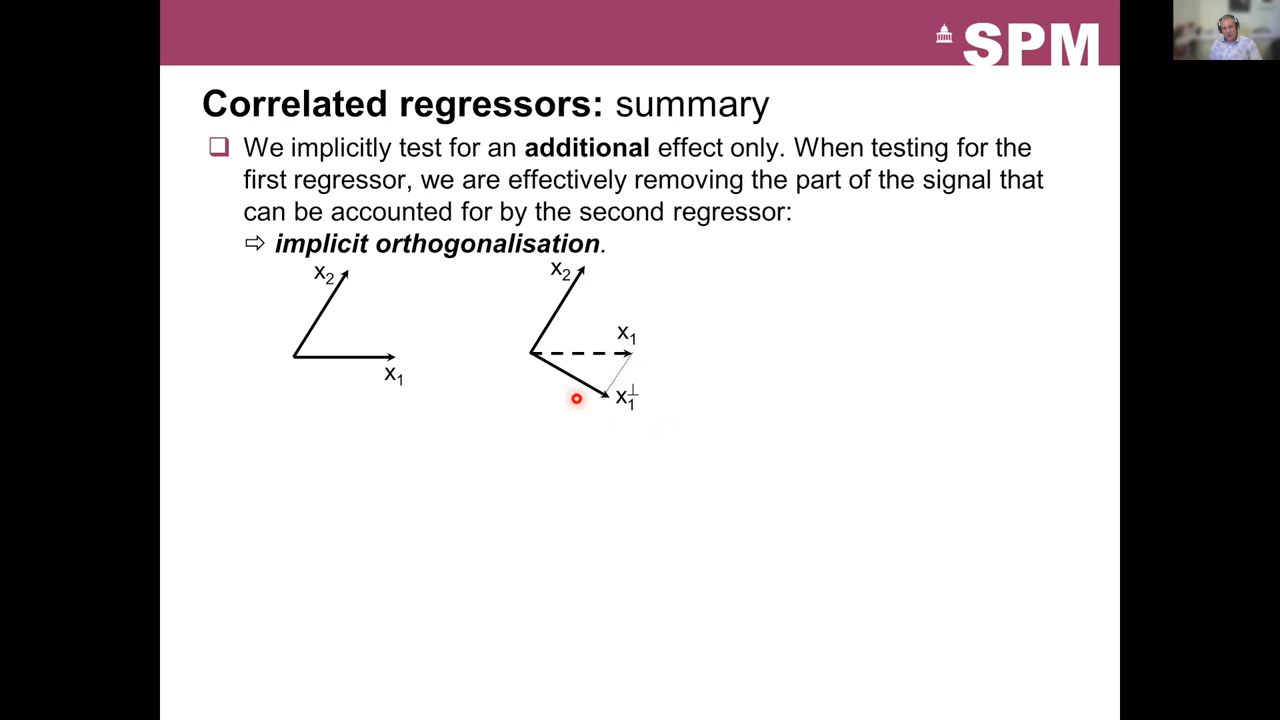 SPM
Correlated regressors: summary
We implicitly test for an additional effect only. When testing for the
first regressor, we are effectively removing the part of the signal that
can be accounted for by the second regressor:
⇨ implicit orthogonalisation.
x₂
x₁
x₂
x₁
x₁⊥